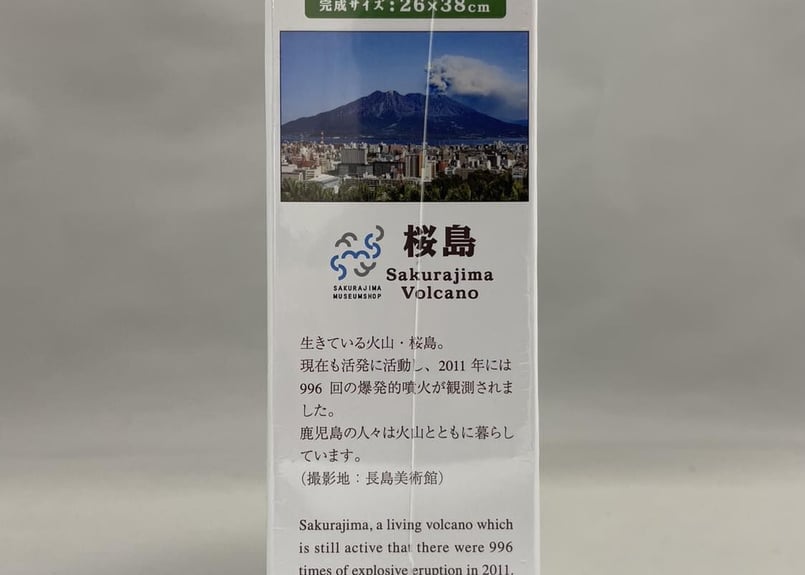 完成サイズ:26×38cm
桜島
Sakurajima
Volcano
SAKURAJIMA
MUSEUMSHOP
生きている火山・桜島。
現在も活発に活動し、2011 年には
996 回の爆発的噴火が観測されま
した。
鹿児島の人々は火山とともに暮らし
ています。
（撮影地：長島美術館）
Sakurajima, a living volcano which
is still active that there were 996
times of explosive eruption in 2011.